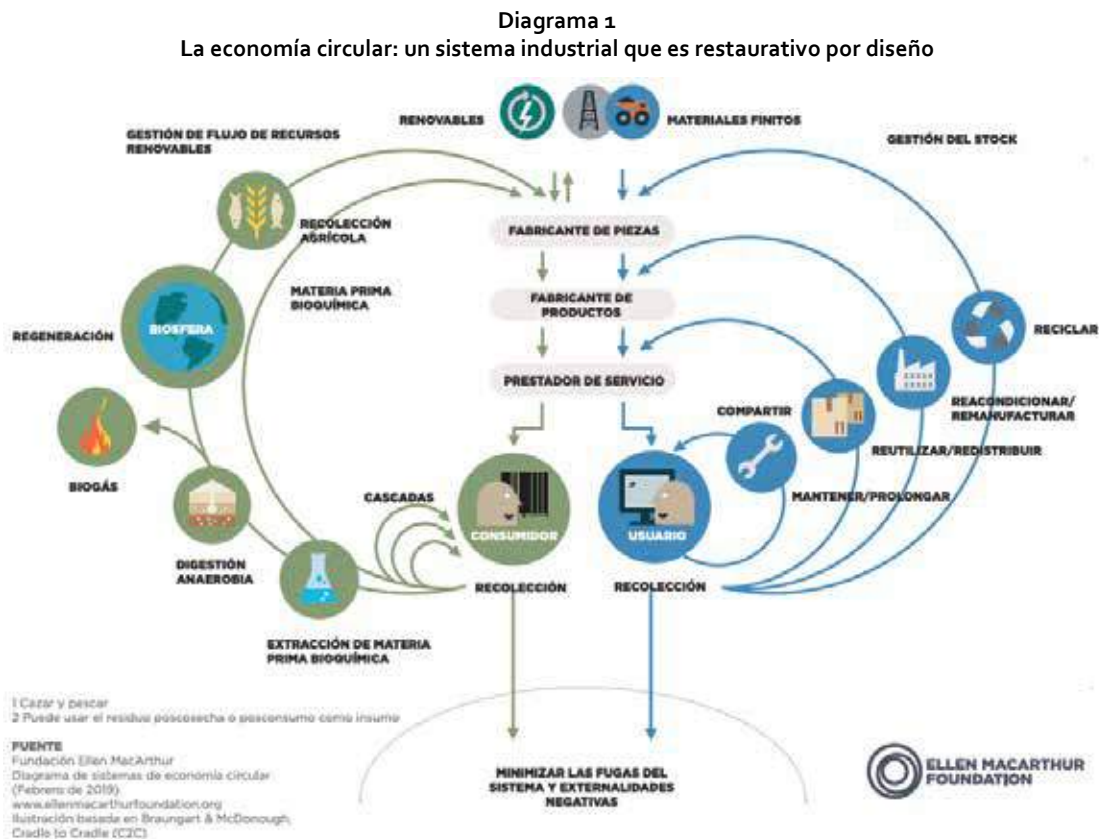 Diagrama 1
La economía circular: un sistema industrial que es restaurativo por diseño
RENOVABLES
MATERIALES FINITOS
GESTIÓN DE FLUJO DE RECURSOS
RENOVABLES
GESTIÓN DEL STOCK
RECOLECCIÓN
AGRÍCOLA
FABRICANTE DE PIEZAS
MATERIA PRIMA
BIOQUÍMICA
FABRICANTE DE
PRODUCTOS
REGENERACIÓN
BIOSFERA
RECICLAR
PRESTADOR DE SERVICIO
REACONDICIONAR/
REMANUFACTURAR
COMPARTIR
REUTILIZAR/REDISTRIBUIR
BIOGÁS
CASCADAS
MANTENER/PROLONGAR
CONSUMIDOR
USUARIO
DIGESTIÓN
ANAEROBIA
RECOLECCIÓN
RECOLECCIÓN
EXTRACCIÓN DE MATERIA
PRIMA BIOQUÍMICA
1 Cazar y pescar
2 Puede usar el residuo poscosecha o posconsumo como insumo
FUENTE
Fundación Ellen MacArthur
Diagrama de sistemas de economía circular
(Febrero de 2019)
www.ellenmacarthurfoundation.org
Ilustración basada en Braungart & McDonough,
Cradle to Cradle (C2C)
MINIMIZAR LAS FUGAS DEL
SISTEMA Y EXTERNALIDADES
NEGATIVAS
ELLEN MACARTHUR
FOUNDATION